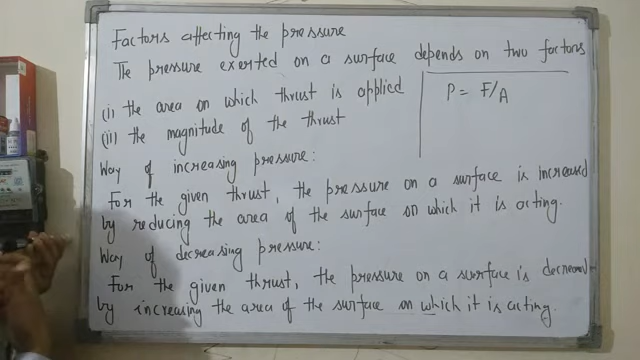 Factors affecting the pressure
The pressure exerted on a surface depends on two factors
(i) the area on which thrust is applied
P = F/A
(ii) the magnitude of the thrust
Way of increasing pressure:
For the given thrust, the pressure on a surface is increased
by reducing the area of the surface on which it is acting.
Way of decreasing pressure:
For the given thrust, the pressure on a surface is decreased
by increasing the area of the surface on which it is acting.